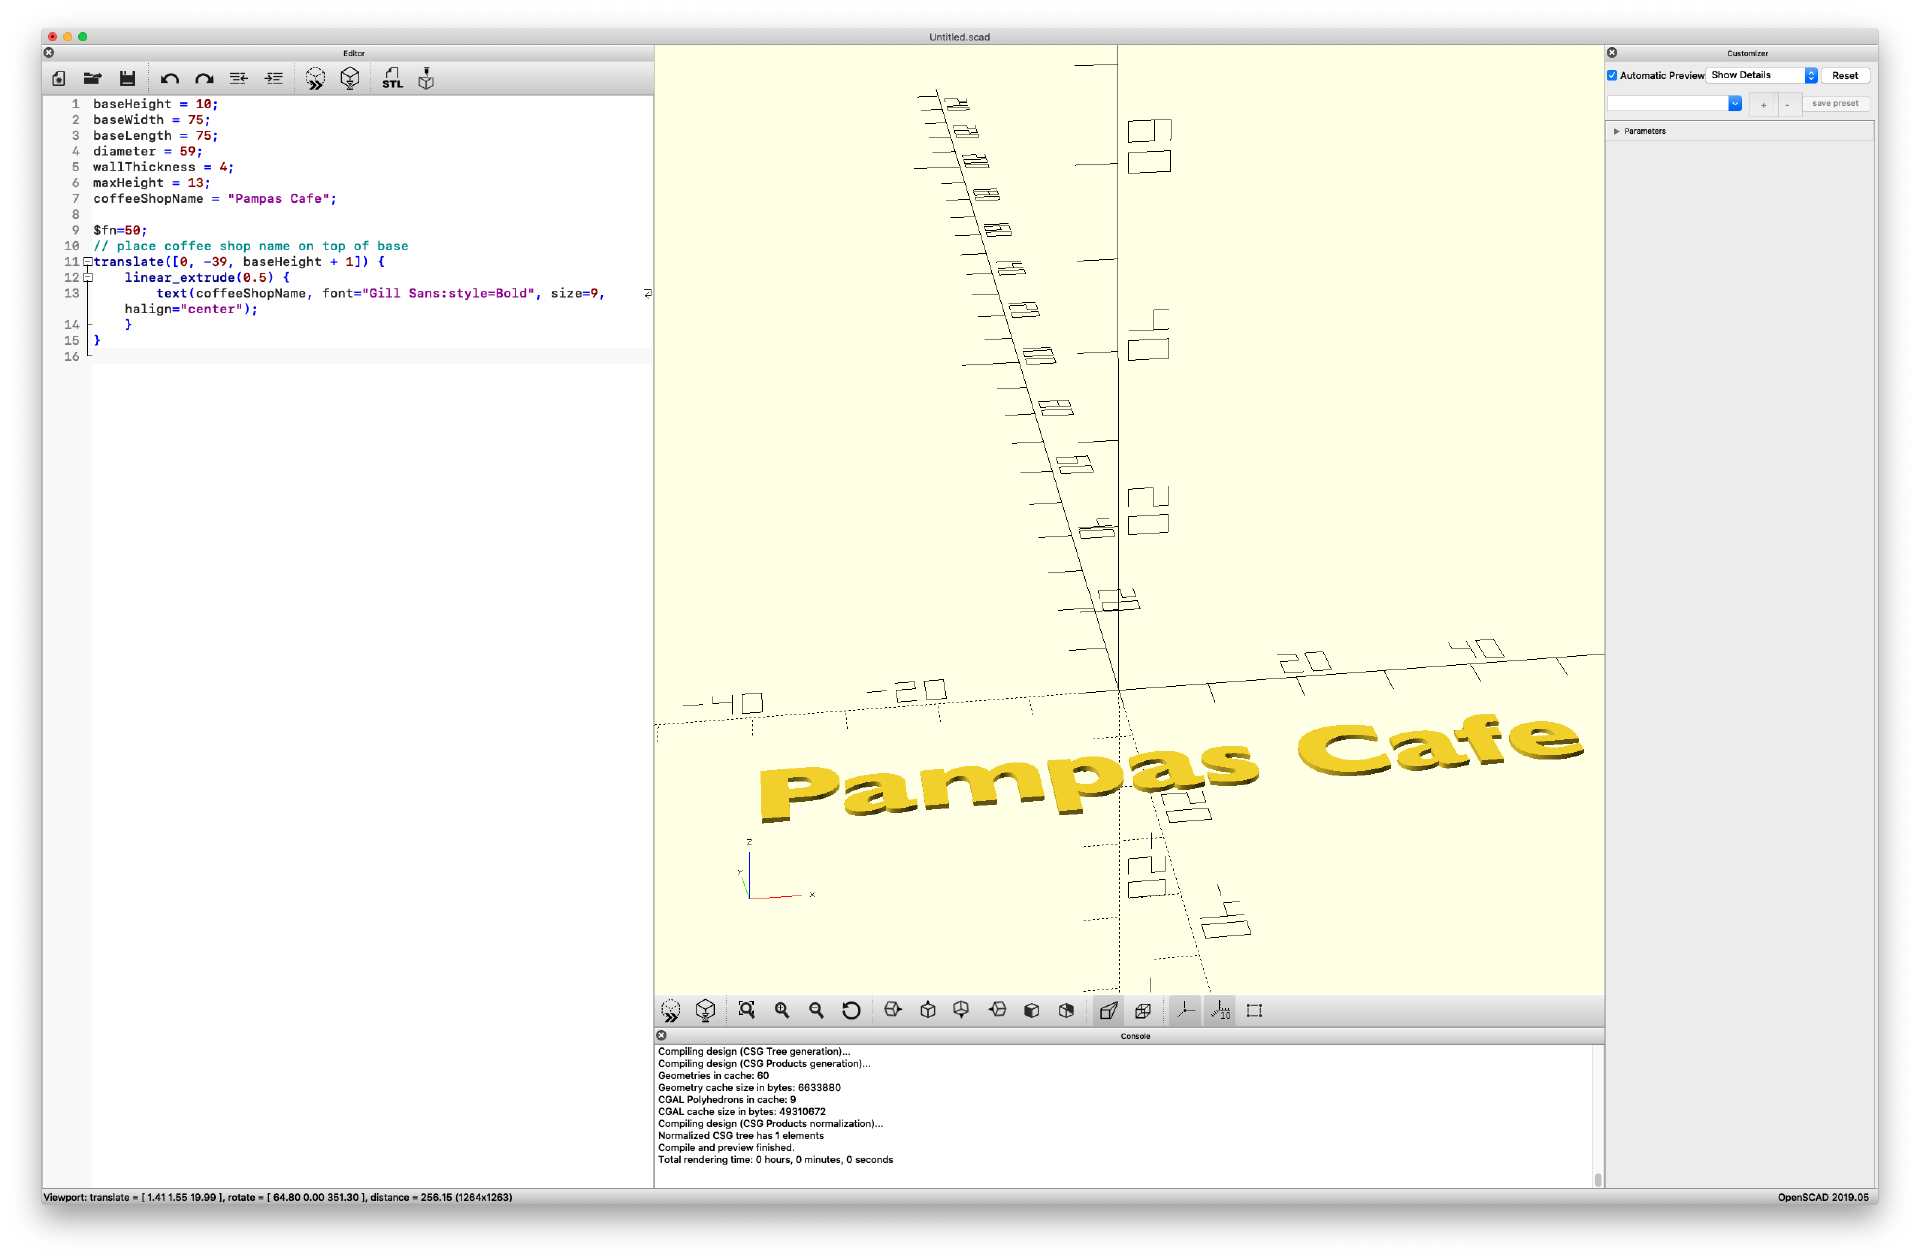 Untitled.scad
Editor
STL
1 baseHeight = 10;
2 baseWidth = 75;
3 baseLength = 75;
4 diameter = 59;
5 wallThickness = 4;
6 maxHeight = 13;
7 coffeeShopName = "Pampas Cafe";
8
9 $fn=50;
10 // place coffee shop name on top of base
11 translate([0, -39, baseHeight + 1]) {
12 linear_extrude(0.5) {
13 text(coffeeShopName, font="Gill Sans:style=Bold", size=9,
halign="center");
14 }
15 }
16
-40
-20
20
40
Pampas Cafe
Z
Y
X
10
Console
Compiling design (CSG Tree generation)...
Compiling design (CSG Products generation)...
Geometries in cache: 60
Geometry cache size in bytes: 6633880
CGAL Polyhedrons in cache: 9
CGAL cache size in bytes: 49310672
Compiling design (CSG Products normalization)...
Normalized CSG tree has 1 elements
Compile and preview finished.
Total rendering time: 0 hours, 0 minutes, 0 seconds
Customizer
Automatic Preview Show Details Reset
+ - save preset
Parameters
Viewport: translate = [ 1.41 1.55 19.99 ], rotate = [ 64.80 0.00 351.30 ], distance = 256.15 (1264x1263)
OpenSCAD 2019.05